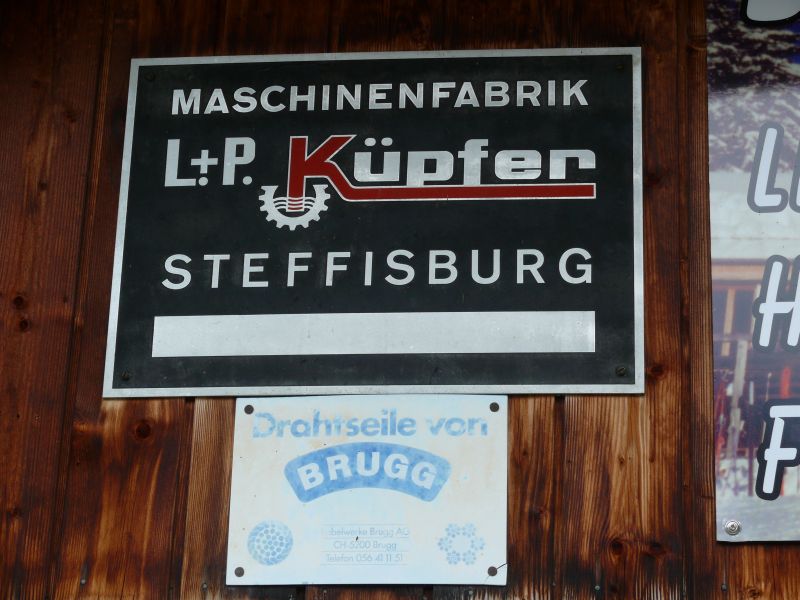 MASCHINENFABRIK
L+P. Küpfer
STEFFISBURG
Drahtseile von
BRUGG
Kabelwerke Brugg AG
CH-5200 Brugg
Telefon 056 41 11 51
H
F